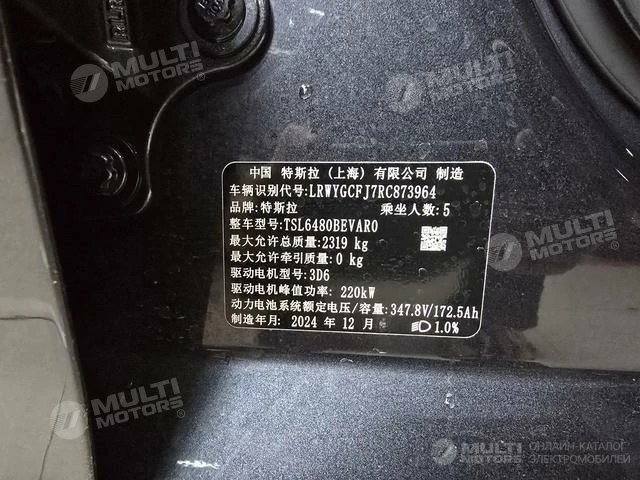 MULTI
MOTORS®
MULTI
MOTORS®
中国 特斯拉（上海）有限公司 制造
车辆识别代号:LRWYGCFJ7RC873964
品牌:特斯拉 乘坐人数:5
整车型号:TSL6480BEVAR0
最大允许总质量:2319 kg
最大允许牵引质量:0 kg
驱动电机型号:3D6
驱动电机峰值功率: 220kW
动力电池系统额定电压/容量:347.8V/172.5Ah
制造年月: 2024 年 12 月 1.0%
MULTI
MOTORS®
MULTI
MOTORS®
MULTI
MOTORS
ОНЛАЙН-КАТАЛОГ
ЭЛЕКТРОМОБИЛЕЙ